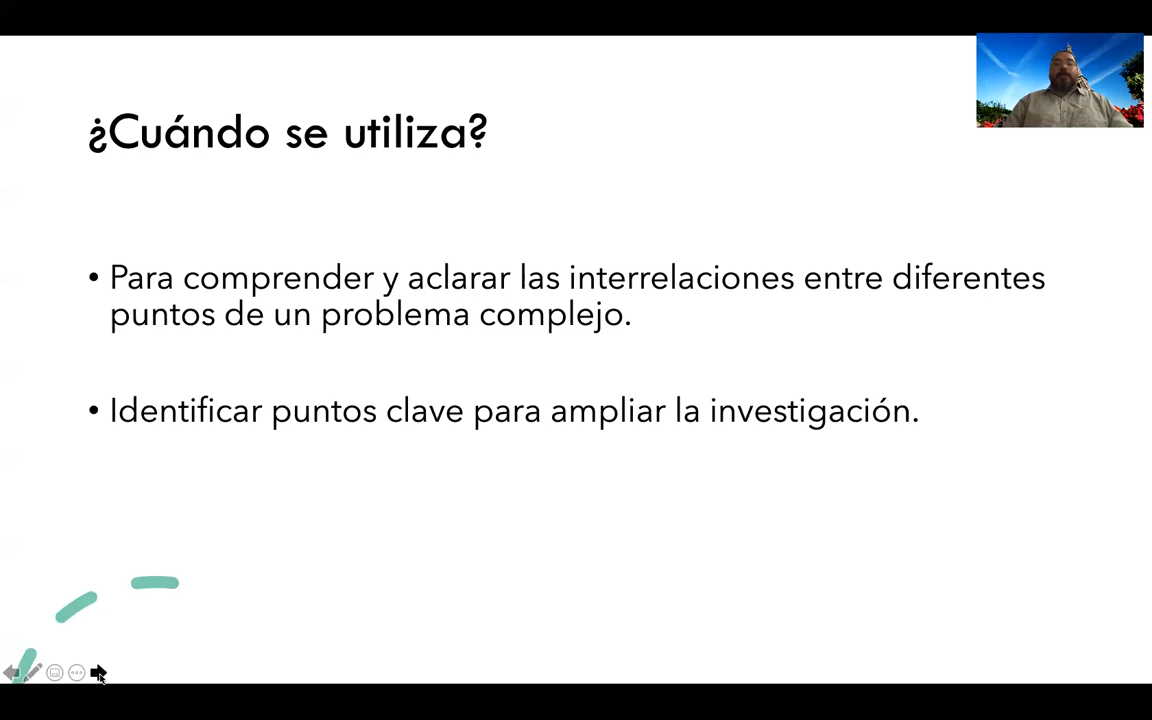 ¿Cuándo se utiliza?
• Para comprender y aclarar las interrelaciones entre diferentes
puntos de un problema complejo.
• Identificar puntos clave para ampliar la investigación.